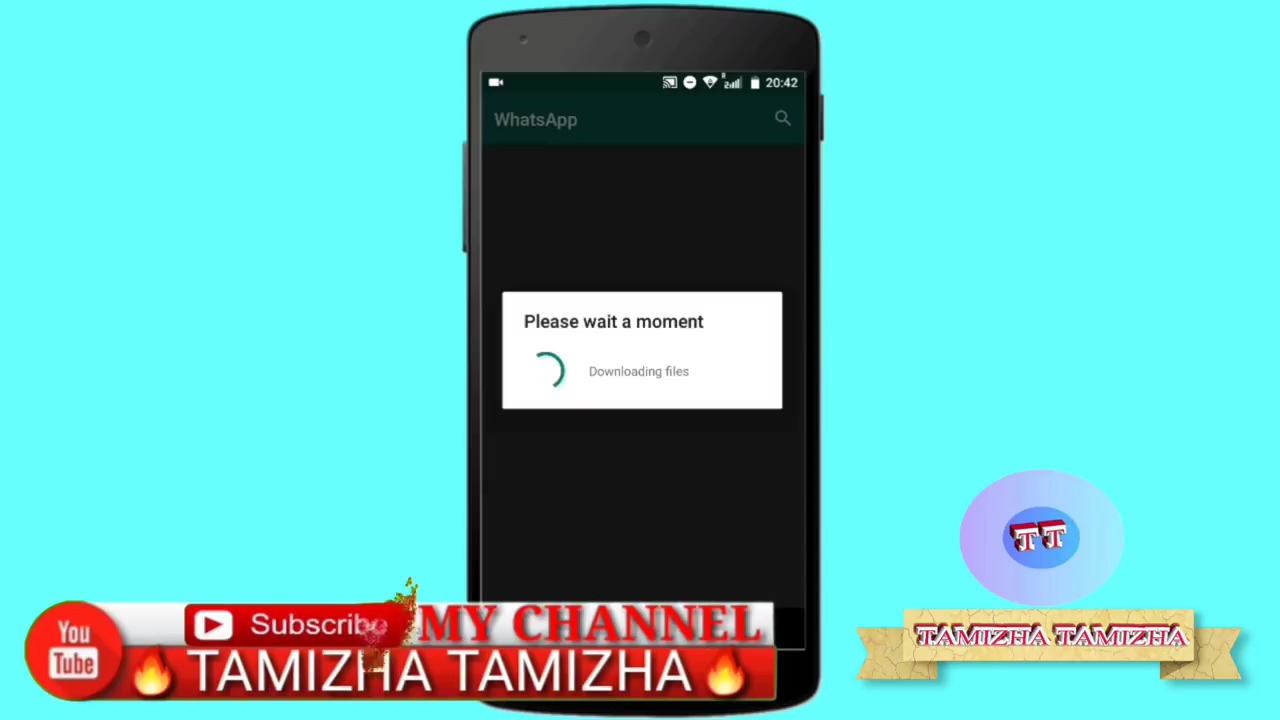 20:42
WhatsApp
Please wait a moment
Downloading files
TT
TAMIZHA TAMIZHA
You
Tube
Subscribe
MY CHANNEL
TAMIZHA TAMIZHA